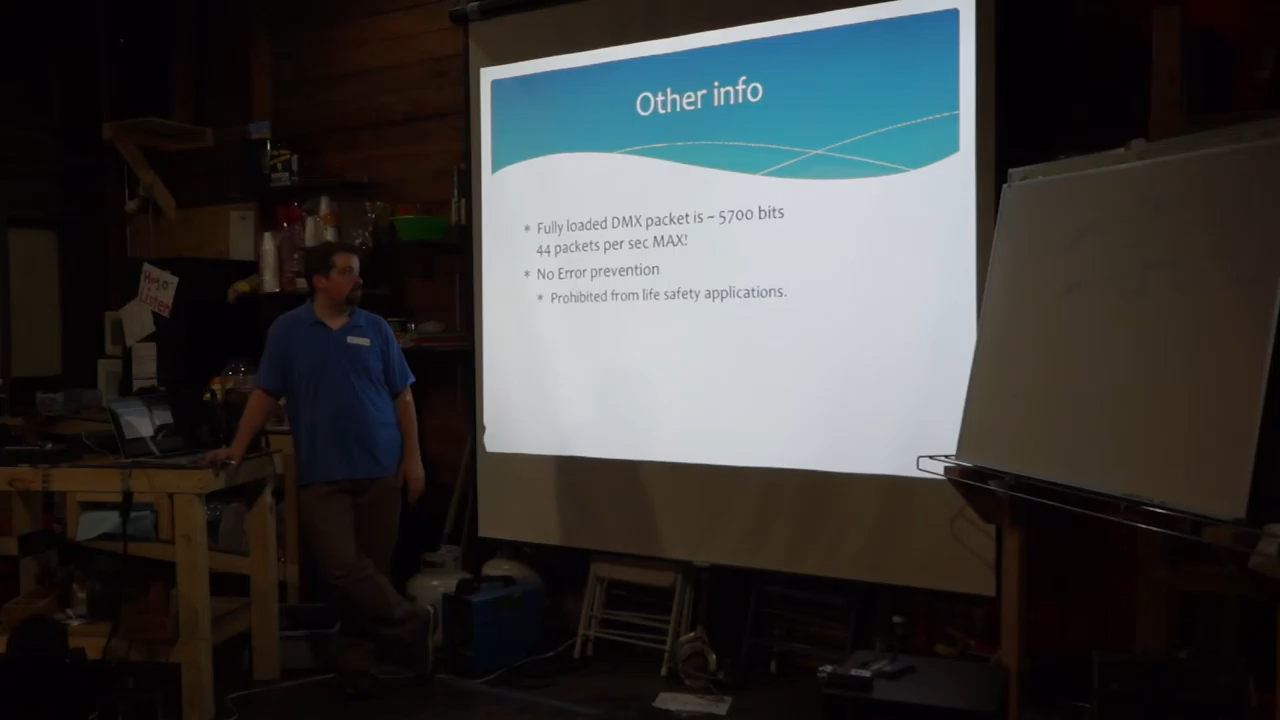 Other info
* Fully loaded DMX packet is ~ 5700 bits
44 packets per sec MAX!
* No Error prevention
* Prohibited from life safety applications.
Listen